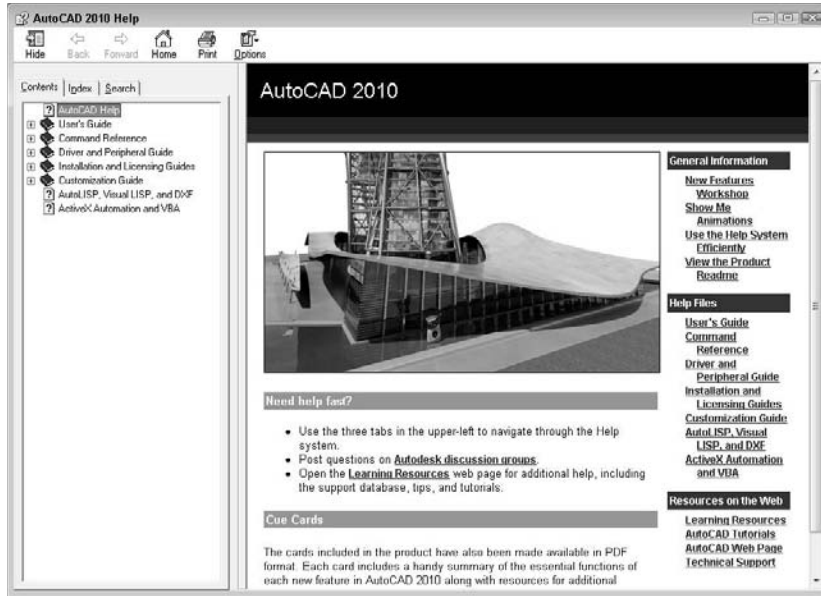 AutoCAD 2010 Help
Hide Back Forward Home Print Options
Contents Index Search
AutoCAD Help
User's Guide
Command Reference
Driver and Peripheral Guide
Installation and Licensing Guides
Customization Guide
AutoLISP, Visual LISP, and DXF
ActiveX Automation and VBA
AutoCAD 2010
Need help fast?
Use the three tabs in the upper-left to navigate through the Help
system.
Post questions on Autodesk discussion groups.
Open the Learning Resources web page for additional help, including
the support database, tips, and tutorials.
Cue Cards
The cards included in the product have also been made available in PDF
format. Each card includes a handy summary of the essential functions of
each new feature in AutoCAD 2010 along with resources for additional
General Information
New Features
Workshop
Show Me
Animations
Use the Help System
Efficiently
View the Product
Readme
Help Files
User's Guide
Command
Reference
Driver and
Peripheral Guide
Installation and
Licensing Guides
Customization Guide
AutoLISP, Visual
LISP, and DXF
ActiveX Automation
and VBA
Resources on the Web
Learning Resources
AutoCAD Tutorials
AutoCAD Web Page
Technical Support